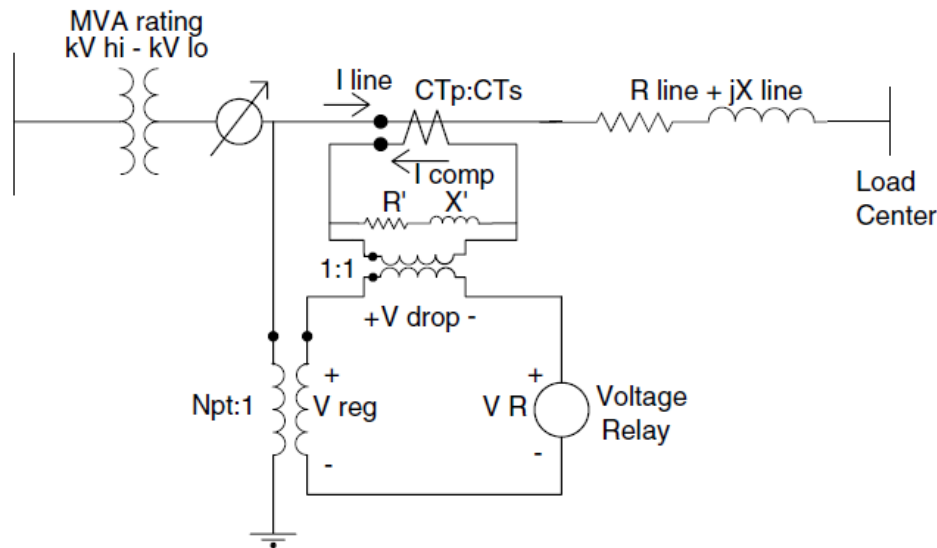 MVA rating
kV hi - kV lo
I line
CTp:CTs
R line + jX line
I comp
R' X'
Load
Center
1:1
+V drop -
Npt:1
+
V reg
-
+
V R
-
Voltage
Relay